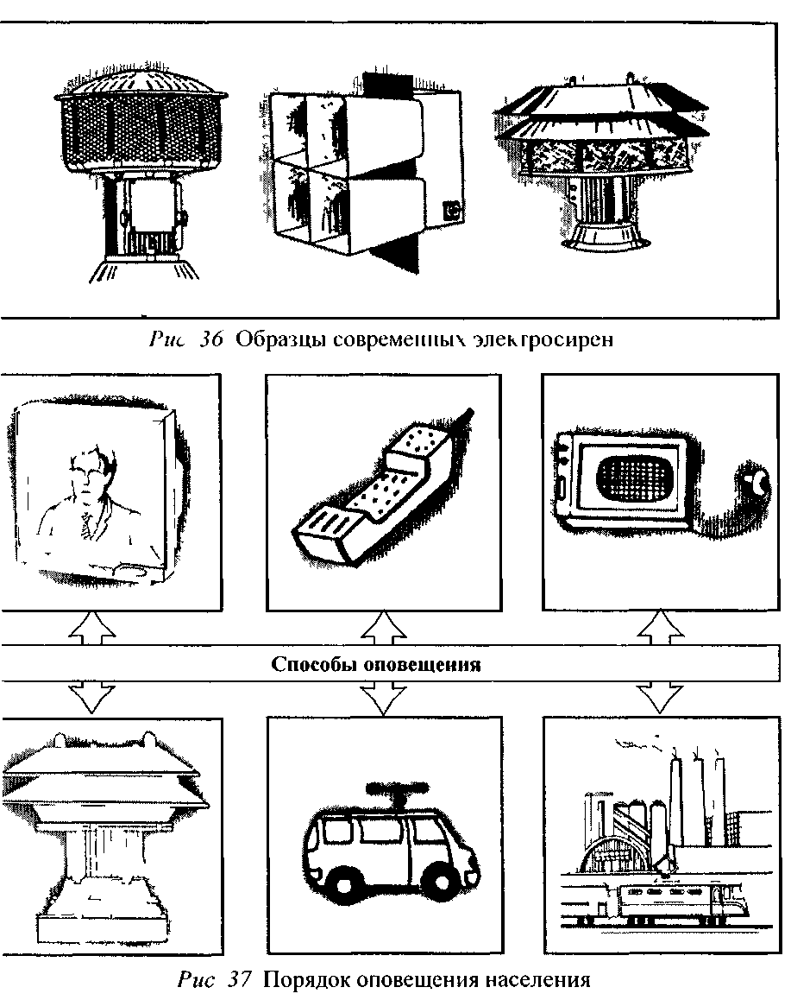 Рис 36 Образцы современных электросирен
Способы оповещения
Рис 37 Порядок оповещения населения